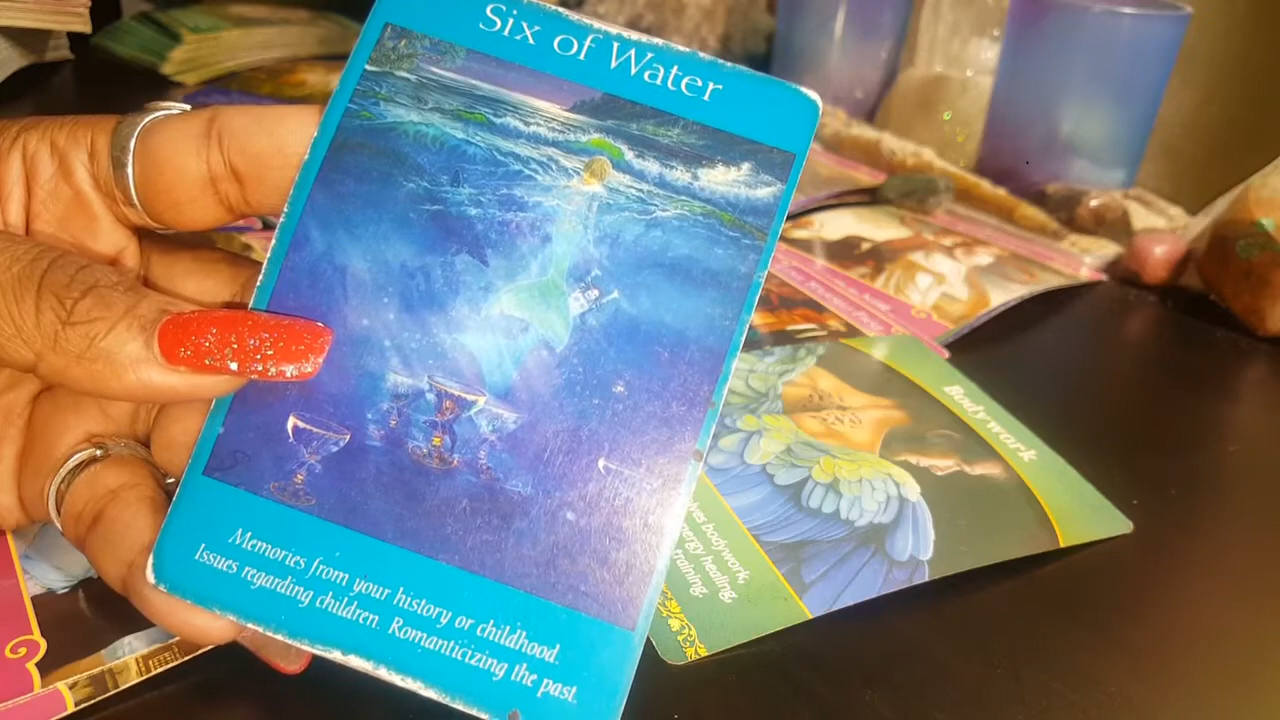 Six of Water
Memories from your history or childhood.
Issues regarding children. Romanticizing the past.
Bodywork
bodywork,
healing,
training.